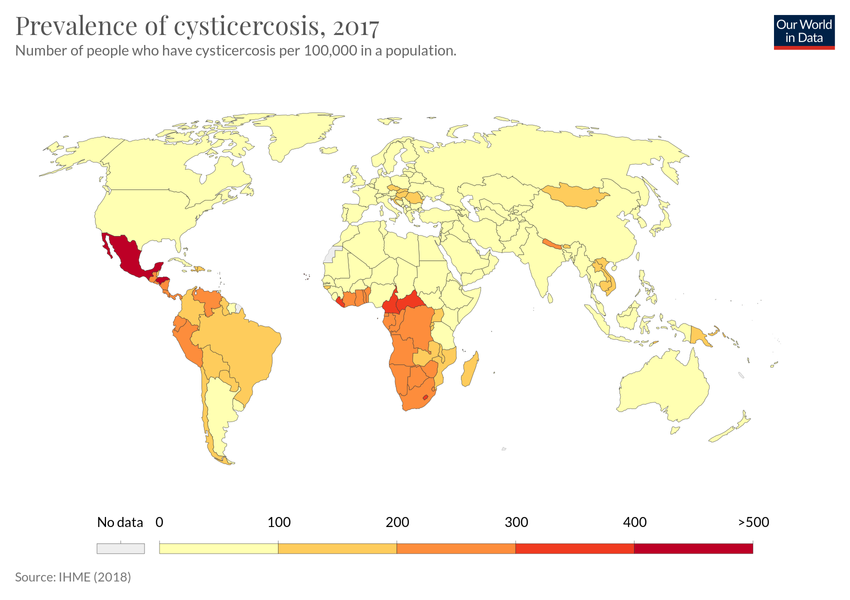 Prevalence of cysticercosis, 2017
Number of people who have cysticercosis per 100,000 in a population.
Our World
in Data
No data 0 100 200 300 400 >500
Source: IHME (2018)